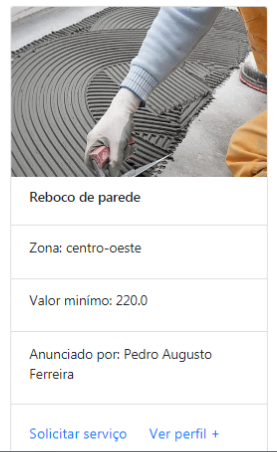 Reboco de parede
Zona: centro-oeste
Valor minímo: 220.0
Anunciado por: Pedro Augusto
Ferreira
Solicitar serviço Ver perfil +